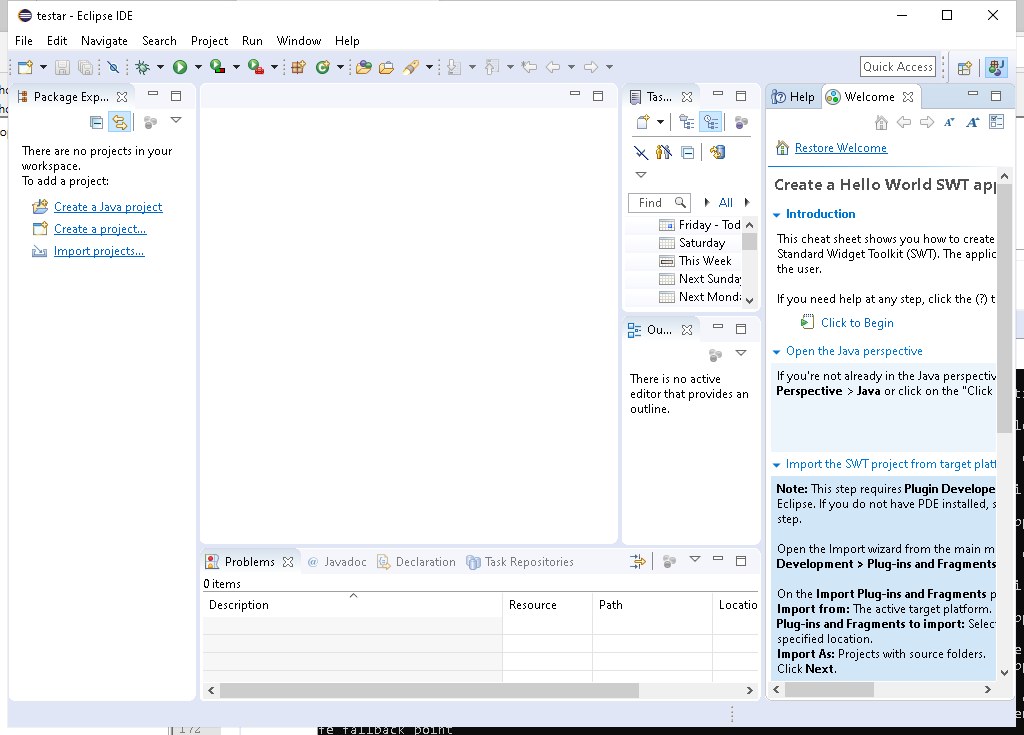 testar - Eclipse IDE
File Edit Navigate Search Project Run Window Help
Quick Access
Package Exp...
There are no projects in your
workspace.
To add a project:
Create a Java project
Create a project...
Import projects...
Tas...
Find
All
Friday - Tod
Saturday
This Week
Next Sunday
Next Mond
Ou...
There is no active
editor that provides an
outline.
Help Welcome
Restore Welcome
Create a Hello World SWT app
Introduction
This cheat sheet shows you how to create
Standard Widget Toolkit (SWT). The applic
the user.
If you need help at any step, click the (?) t
Click to Begin
Open the Java perspective
If you're not already in the Java perspectiv
Perspective > Java or click on the "Click
Import the SWT project from target platf
Note: This step requires Plugin Develope
Eclipse. If you do not have PDE installed, s
step.
Open the Import wizard from the main m
Development > Plug-ins and Fragments
On the Import Plug-ins and Fragments p
Import from: The active target platform.
Plug-ins and Fragments to import: Selec
specified location.
Import As: Projects with source folders.
Click Next.
Problems @ Javadoc Declaration Task Repositories
0 items
Description Resource Path Locatio
172 fe fallback point